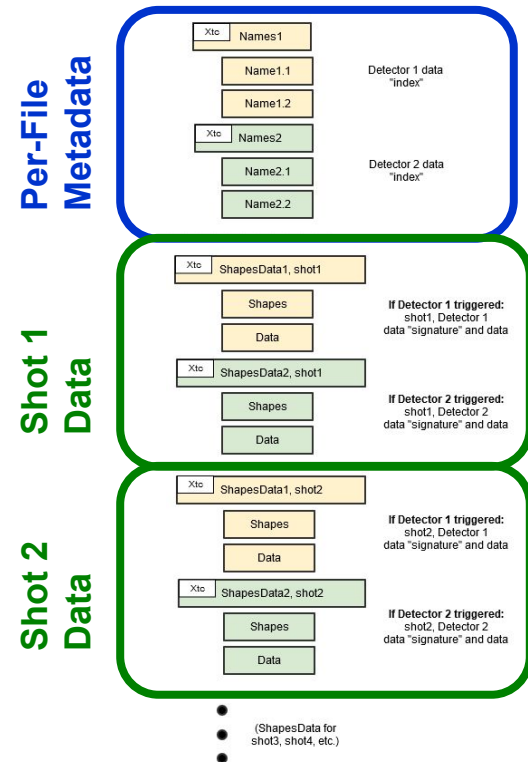 Per-File
Metadata
Xtc
Names1
Name1.1
Name1.2
Detector 1 data
"index"
Xtc
Names2
Name2.1
Name2.2
Detector 2 data
"index"
Shot 1
Data
Xtc
ShapesData1, shot1
Shapes
Data
If Detector 1 triggered:
shot1, Detector 1
data "signature" and data
Xtc
ShapesData2, shot1
Shapes
Data
If Detector 2 triggered:
shot1, Detector 2
data "signature" and data
Shot 2
Data
Xtc
ShapesData1, shot2
Shapes
Data
If Detector 1 triggered:
shot2, Detector 1
data "signature" and data
Xtc
ShapesData2, shot2
Shapes
Data
If Detector 2 triggered:
shot2, Detector 2
data "signature" and data
(ShapesData for
shot3, shot4, etc.)